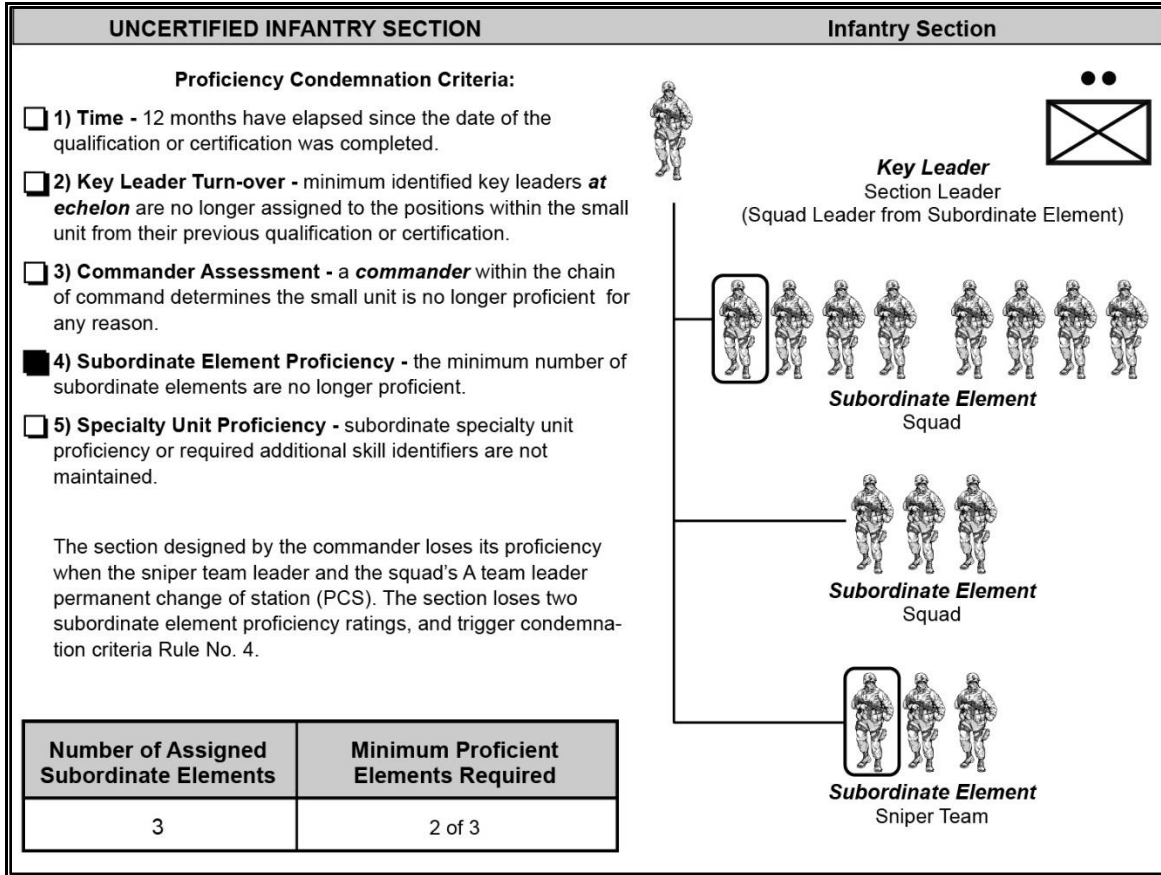 UNCERTIFIED INFANTRY SECTION
Infantry Section
Proficiency Condemnation Criteria:
1) Time - 12 months have elapsed since the date of the
qualification or certification was completed.
2) Key Leader Turn-over - minimum identified key leaders at
echelon are no longer assigned to the positions within the small
unit from their previous qualification or certification.
3) Commander Assessment - a commander within the chain
of command determines the small unit is no longer proficient for
any reason.
4) Subordinate Element Proficiency - the minimum number of
subordinate elements are no longer proficient.
5) Specialty Unit Proficiency - subordinate specialty unit
proficiency or required additional skill identifiers are not
maintained.
The section designed by the commander loses its proficiency
when the sniper team leader and the squad's A team leader
permanent change of station (PCS). The section loses two
subordinate element proficiency ratings, and trigger condemna-
tion criteria Rule No. 4.
Number of Assigned
Subordinate Elements
Minimum Proficient
Elements Required
3
2 of 3
Key Leader
Section Leader
(Squad Leader from Subordinate Element)
Subordinate Element
Squad
Subordinate Element
Squad
Subordinate Element
Sniper Team